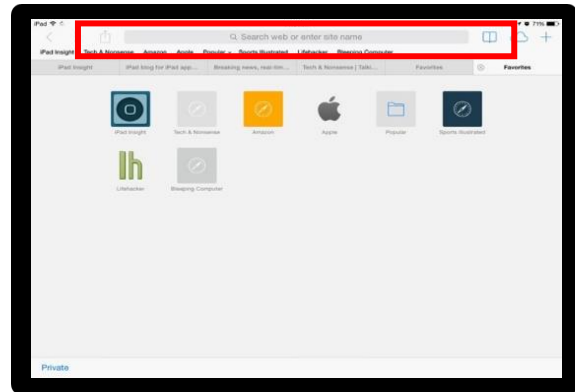 iPad
71%
Search web or enter site name
iPad Insight Tech & Nonsense Amazon Apple Popular Sports Illustrated Lifehacker Bleeping Computer
iPad Insight iPad blog for iPad app... Breaking news, real-tim... Tech & Nonsense | Talki... Favorites Favorites
iPad Insight Tech & Nonsense Amazon Apple Popular Sports Illustrated
lh
Lifehacker Bleeping Computer
Private